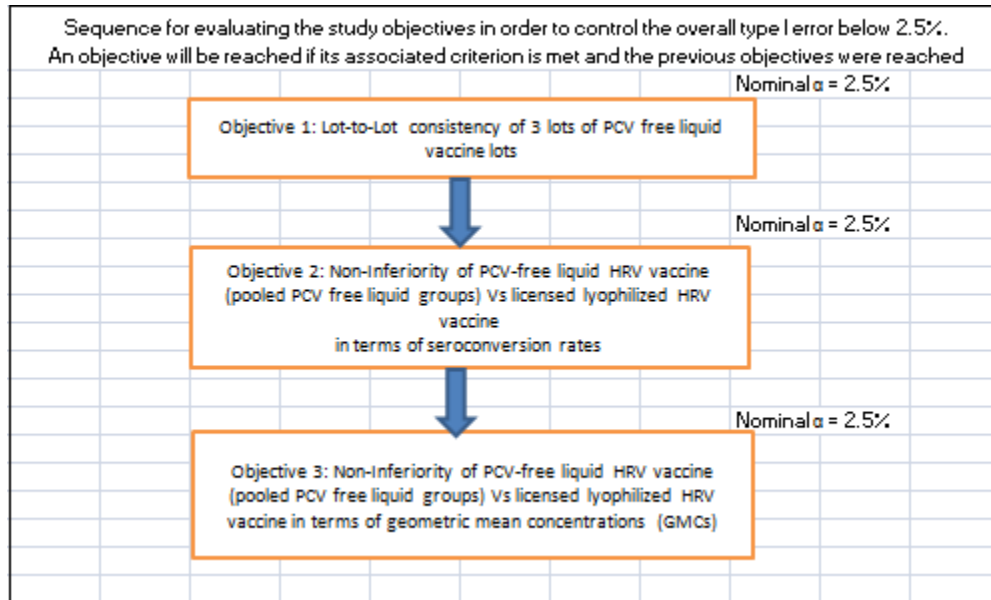 Sequence for evaluating the study objectives in order to control the overall type I error below 2.5%.
An objective will be reached if its associated criterion is met and the previous objectives were reached
Nominal α = 2.5%
Objective 1: Lot-to-Lot consistency of 3 lots of PCV free liquid
vaccine lots
Nominal α = 2.5%
Objective 2: Non-Inferiority of PCV-free liquid HRV vaccine
(pooled PCV free liquid groups) Vs licensed lyophilized HRV
vaccine
in terms of seroconversion rates
Nominal α = 2.5%
Objective 3: Non-Inferiority of PCV-free liquid HRV vaccine
(pooled PCV free liquid groups) Vs licensed lyophilized HRV
vaccine in terms of geometric mean concentrations (GMCs)